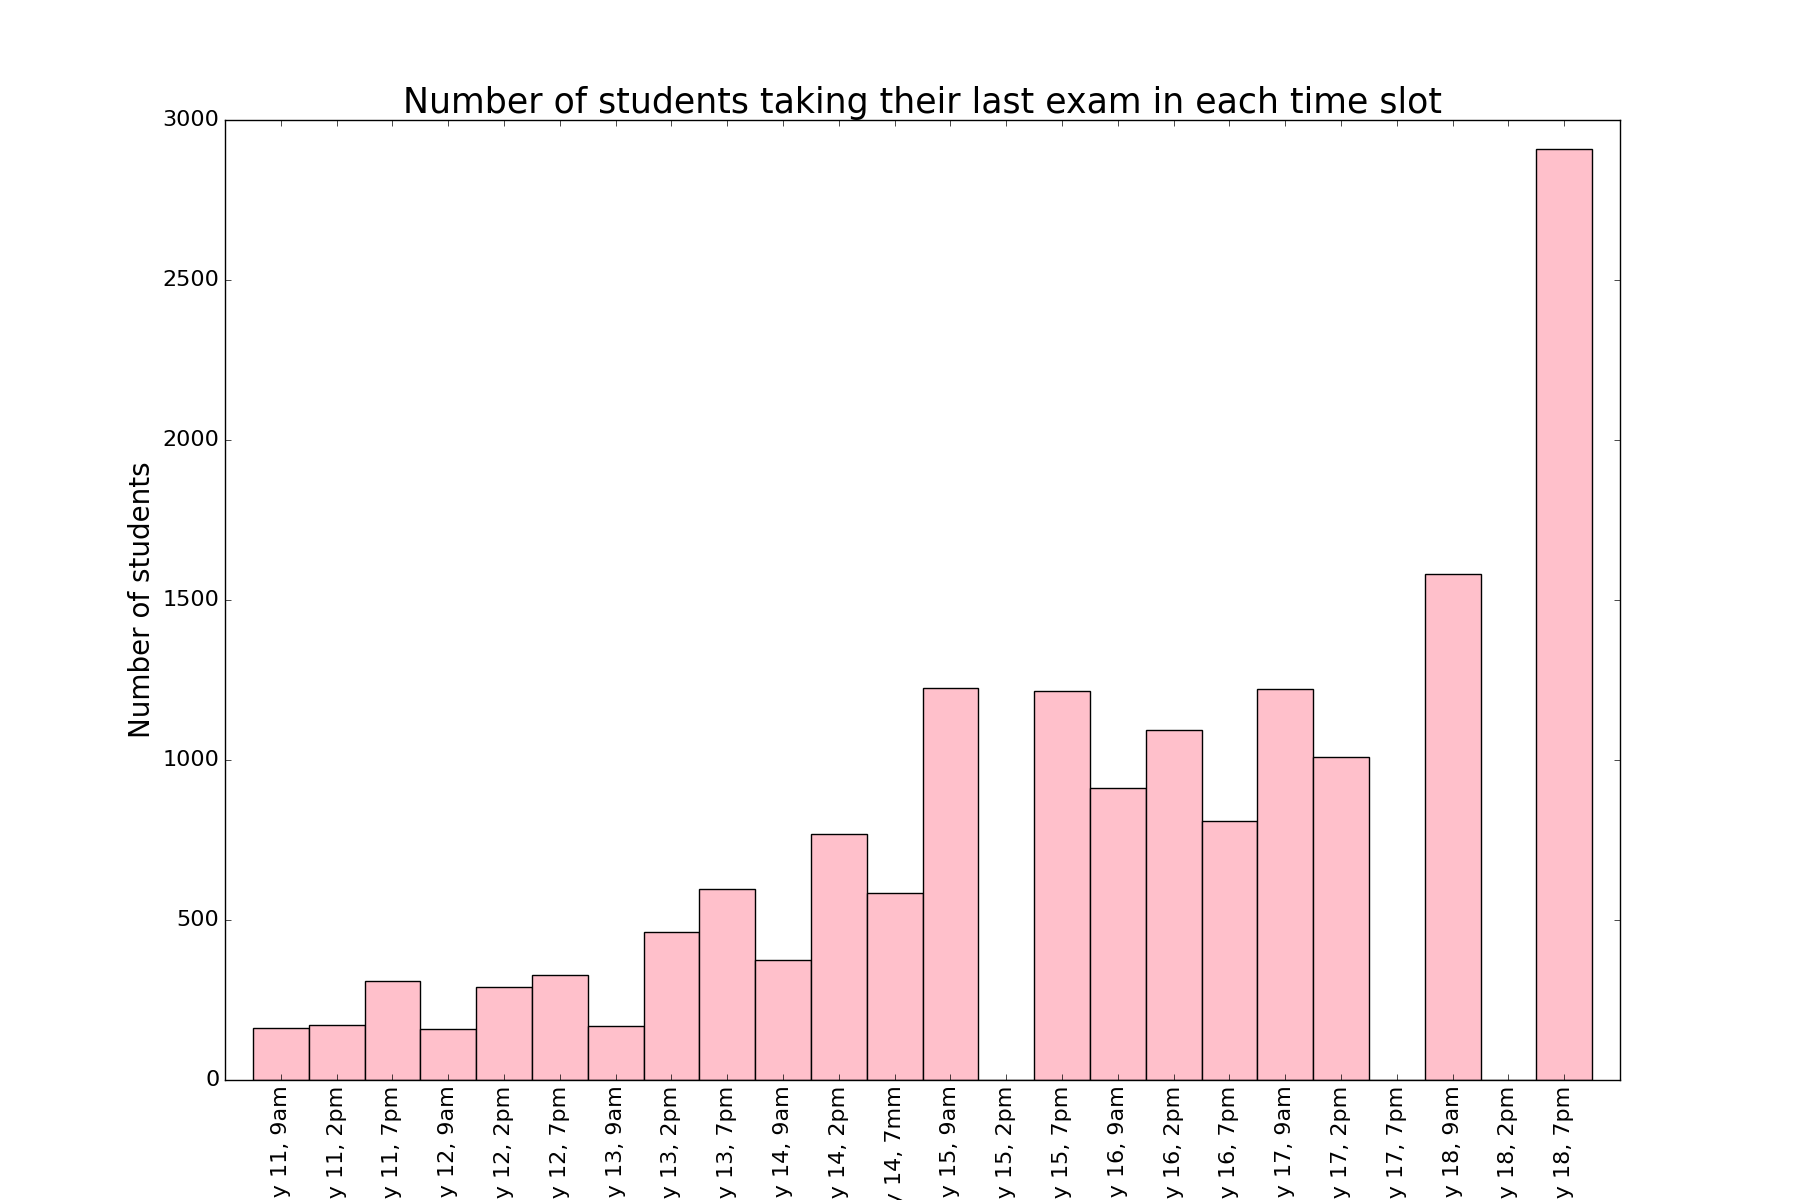 Number of students taking their last exam in each time slot
Number of students
3000
2500
2000
1500
1000
500
0
y 11, 9am
y 11, 2pm
y 11, 7pm
y 12, 9am
y 12, 2pm
y 12, 7pm
y 13, 9am
y 13, 2pm
y 13, 7pm
y 14, 9am
y 14, 2pm
y 14, 7mm
y 15, 9am
y 15, 2pm
y 15, 7pm
y 16, 9am
y 16, 2pm
y 16, 7pm
y 17, 9am
y 17, 2pm
y 17, 7pm
y 18, 9am
y 18, 2pm
y 18, 7pm